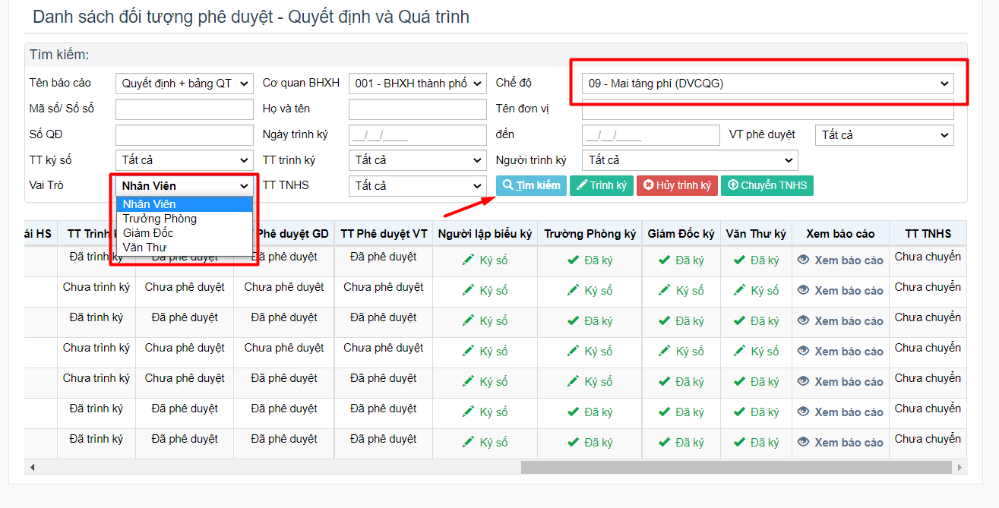 Danh sách đối tượng phê duyệt - Quyết định và Quá trình
Tìm kiếm:
Tên báo cáo Quyết định + bảng QT Cơ quan BHXH 001 - BHXH thành phố Chế độ 09 - Mai táng phí (DVCQG)
Mã số/ Số sổ Họ và tên Tên đơn vị
Số QĐ Ngày trình ký __/__/____ đến __/__/____ VT phê duyệt Tất cả
TT ký số Tất cả TT trình ký Tất cả Người trình ký Tất cả
Vai Trò Nhân Viên TT TNHS Tất cả Tìm kiếm Trình ký Hủy trình ký Chuyển TNHS
Nhân Viên
Trưởng Phòng
Giám Đốc
Văn Thư
ái HS TT Trình Phê duyệt GD TT Phê duyệt VT Người lập biểu ký Trường Phòng ký Giám Đốc ký Văn Thư ký Xem báo cáo TT TNHS
Đã trình ký Đã phê duyệt Đã phê duyệt Đã phê duyệt Ký số Đã ký Đã ký Đã ký Xem báo cáo Chưa chuyển
Chưa trình ký Chưa phê duyệt Chưa phê duyệt Chưa phê duyệt Ký số Ký số Ký số Ký số Xem báo cáo Chưa chuyển
Đã trình ký Đã phê duyệt Đã phê duyệt Đã phê duyệt Ký số Đã ký Đã ký Đã ký Xem báo cáo Chưa chuyển
Chưa trình ký Chưa phê duyệt Chưa phê duyệt Chưa phê duyệt Ký số Ký số Ký số Ký số Xem báo cáo Chưa chuyển
Chưa trình ký Chưa phê duyệt Đã phê duyệt Đã phê duyệt Ký số Ký số Đã ký Đã ký Xem báo cáo Chưa chuyển
Đã trình ký Đã phê duyệt Đã phê duyệt Đã phê duyệt Ký số Đã ký Đã ký Đã ký Xem báo cáo Chưa chuyển
Đã trình ký Đã phê duyệt Đã phê duyệt Đã phê duyệt Ký số Đã ký Đã ký Đã ký Xem báo cáo Chưa chuyển